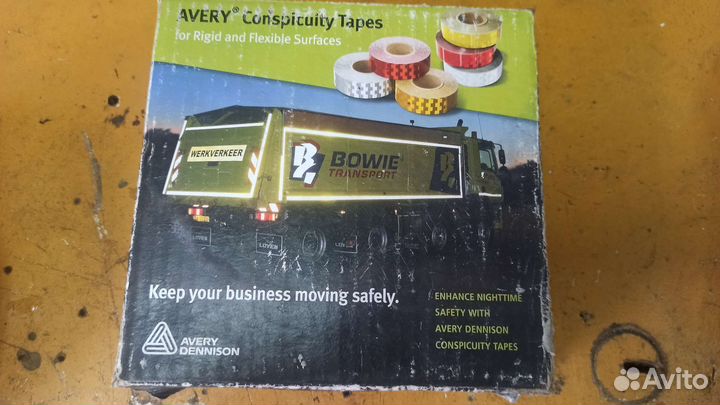 AVERY® Conspicuity Tapes
for Rigid and Flexible Surfaces
WERKVERKEER
BOWIE
TRANSPORT
Keep your business moving safely.
ENHANCE NIGHTTIME
SAFETY WITH
AVERY DENNISON
CONSPICUITY TAPES
AVERY
DENNISON
Avito